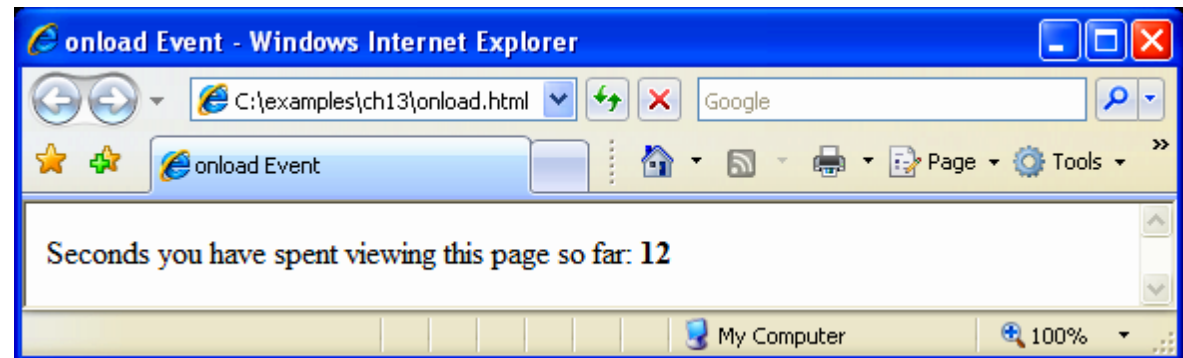 onload Event - Windows Internet Explorer
C:\examples\ch13\onload.html Google
onload Event Page Tools »
Seconds you have spent viewing this page so far: 12
My Computer 100%